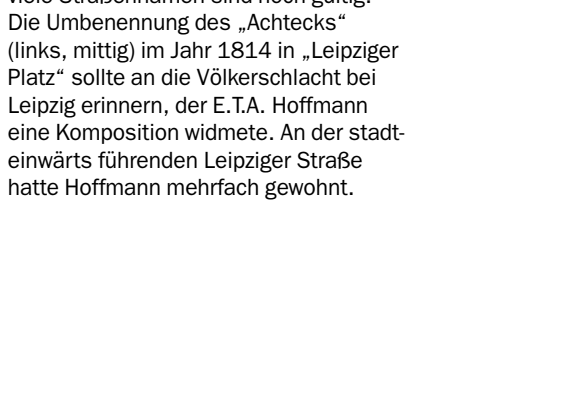 viele Straßennamen sind noch gültig.
Die Umbenennung des „Achtecks“
(links, mittig) im Jahr 1814 in „Leipziger
Platz“ sollte an die Völkerschlacht bei
Leipzig erinnern, der E.T.A. Hoffmann
eine Komposition widmete. An der stadt-
einwärts führenden Leipziger Straße
hatte Hoffmann mehrfach gewohnt.